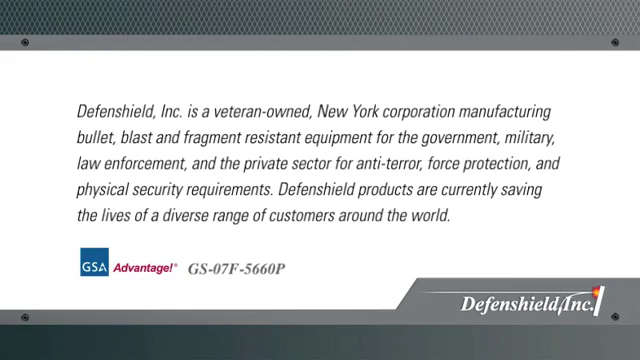 Defenshield, Inc. is a veteran-owned, New York corporation manufacturing
bullet, blast and fragment resistant equipment for the government, military,
law enforcement, and the private sector for anti-terror, force protection, and
physical security requirements. Defenshield products are currently saving
the lives of a diverse range of customers around the world.
GSA Advantage!® GS-07F-5660P
Defenshield, Inc.